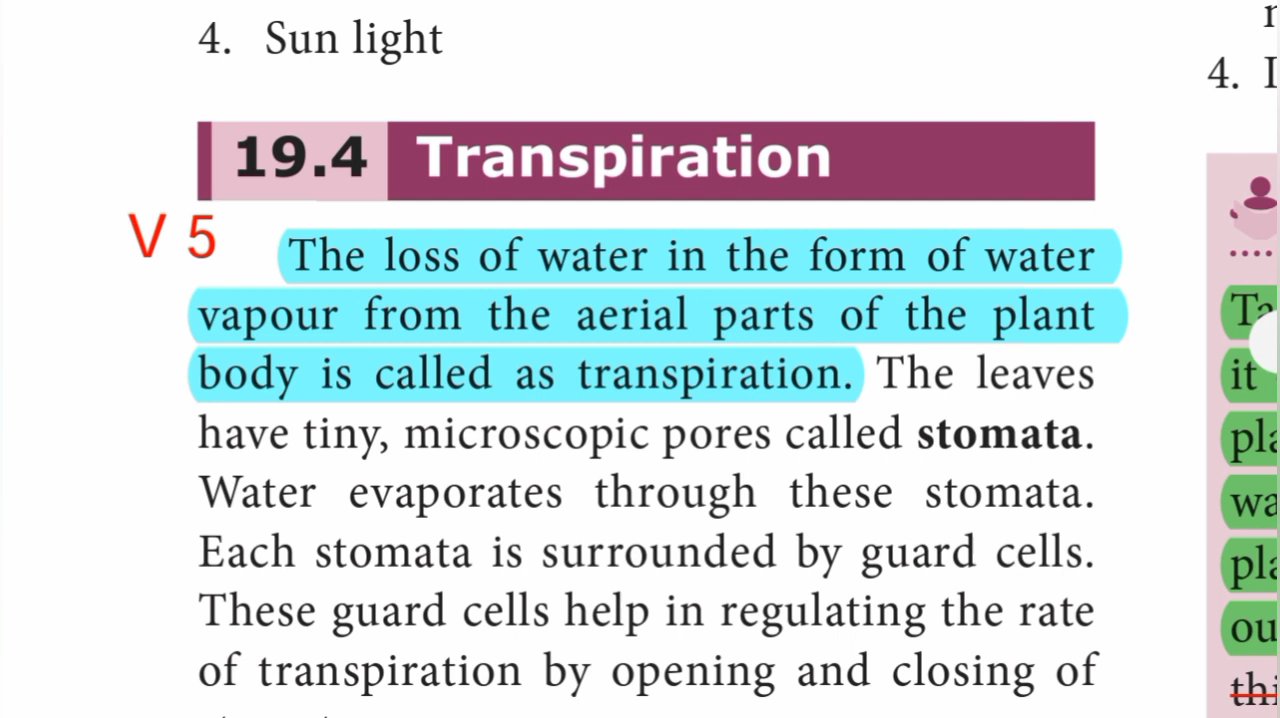 4. Sun light
19.4 Transpiration
V 5
The loss of water in the form of water
vapour from the aerial parts of the plant
body is called as transpiration. The leaves
have tiny, microscopic pores called stomata.
Water evaporates through these stomata.
Each stomata is surrounded by guard cells.
These guard cells help in regulating the rate
of transpiration by opening and closing of
4.
it